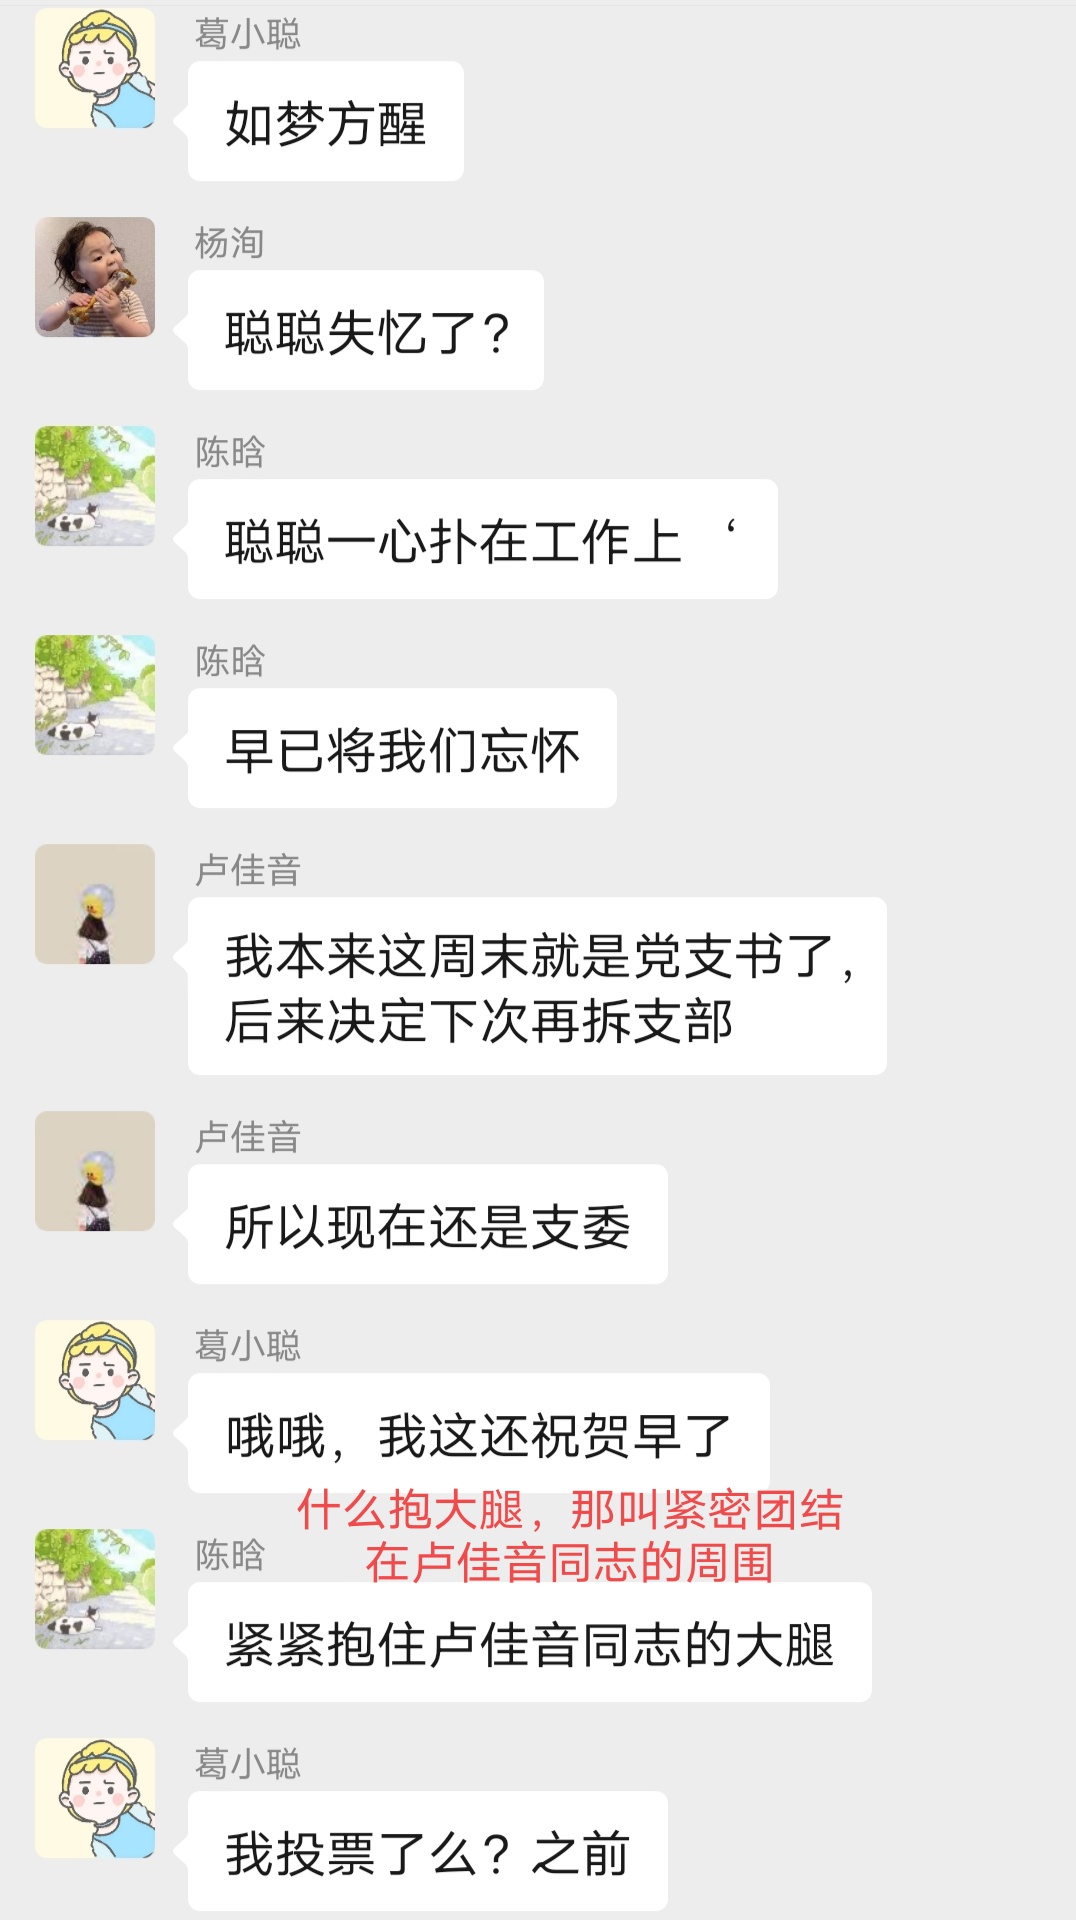 葛小聪
如梦方醒
杨洵
聪聪失忆了?
陈晗
聪聪一心扑在工作上 ‘
陈晗
早已将我们忘怀
卢佳音
我本来这周末就是党支书了,
后来决定下次再拆支部
卢佳音
所以现在还是支委
葛小聪
哦哦，我这还祝贺早了
什么抱大腿，那叫紧密团结
在卢佳音同志的周围
陈晗
紧紧抱住卢佳音同志的大腿
葛小聪
我投票了么? 之前